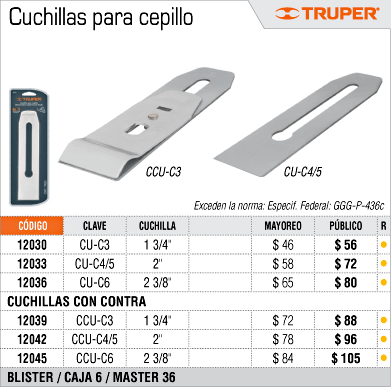 Cuchillas para cepillo
TRUPER®
TRUPER
CCU-C3
CU-C4/5
Exceden la norma: Especif. Federal: GGG-P-436c
CÓDIGO CLAVE CUCHILLA MAYOREO PÚBLICO R
12030 CU-C3 1 3/4" $ 46 $ 56
12033 CU-C4/5 2" $ 58 $ 72
12036 CU-C6 2 3/8" $ 65 $ 80
CUCHILLAS CON CONTRA
12039 CCU-C3 1 3/4" $ 72 $ 88
12042 CCU-C4/5 2" $ 78 $ 96
12045 CCU-C6 2 3/8" $ 84 $ 105
BLISTER / CAJA 6 / MASTER 36